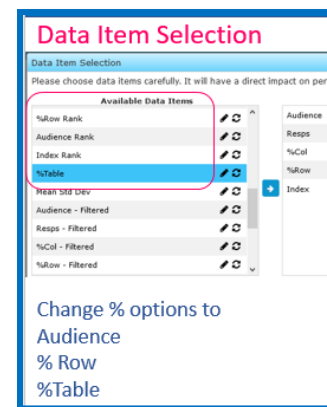 Data Item Selection
Data Item Selection
Please choose data items carefully. It will have a direct impact on per
Available Data Items
%Row Rank
Audience Rank
Index Rank
%Table
Mean Std Dev
Audience - Filtered
Resps - Filtered
%Col - Filtered
%Row - Filtered
Audience
Resps
%Col
%Row
Index
Change % options to
Audience
% Row
%Table